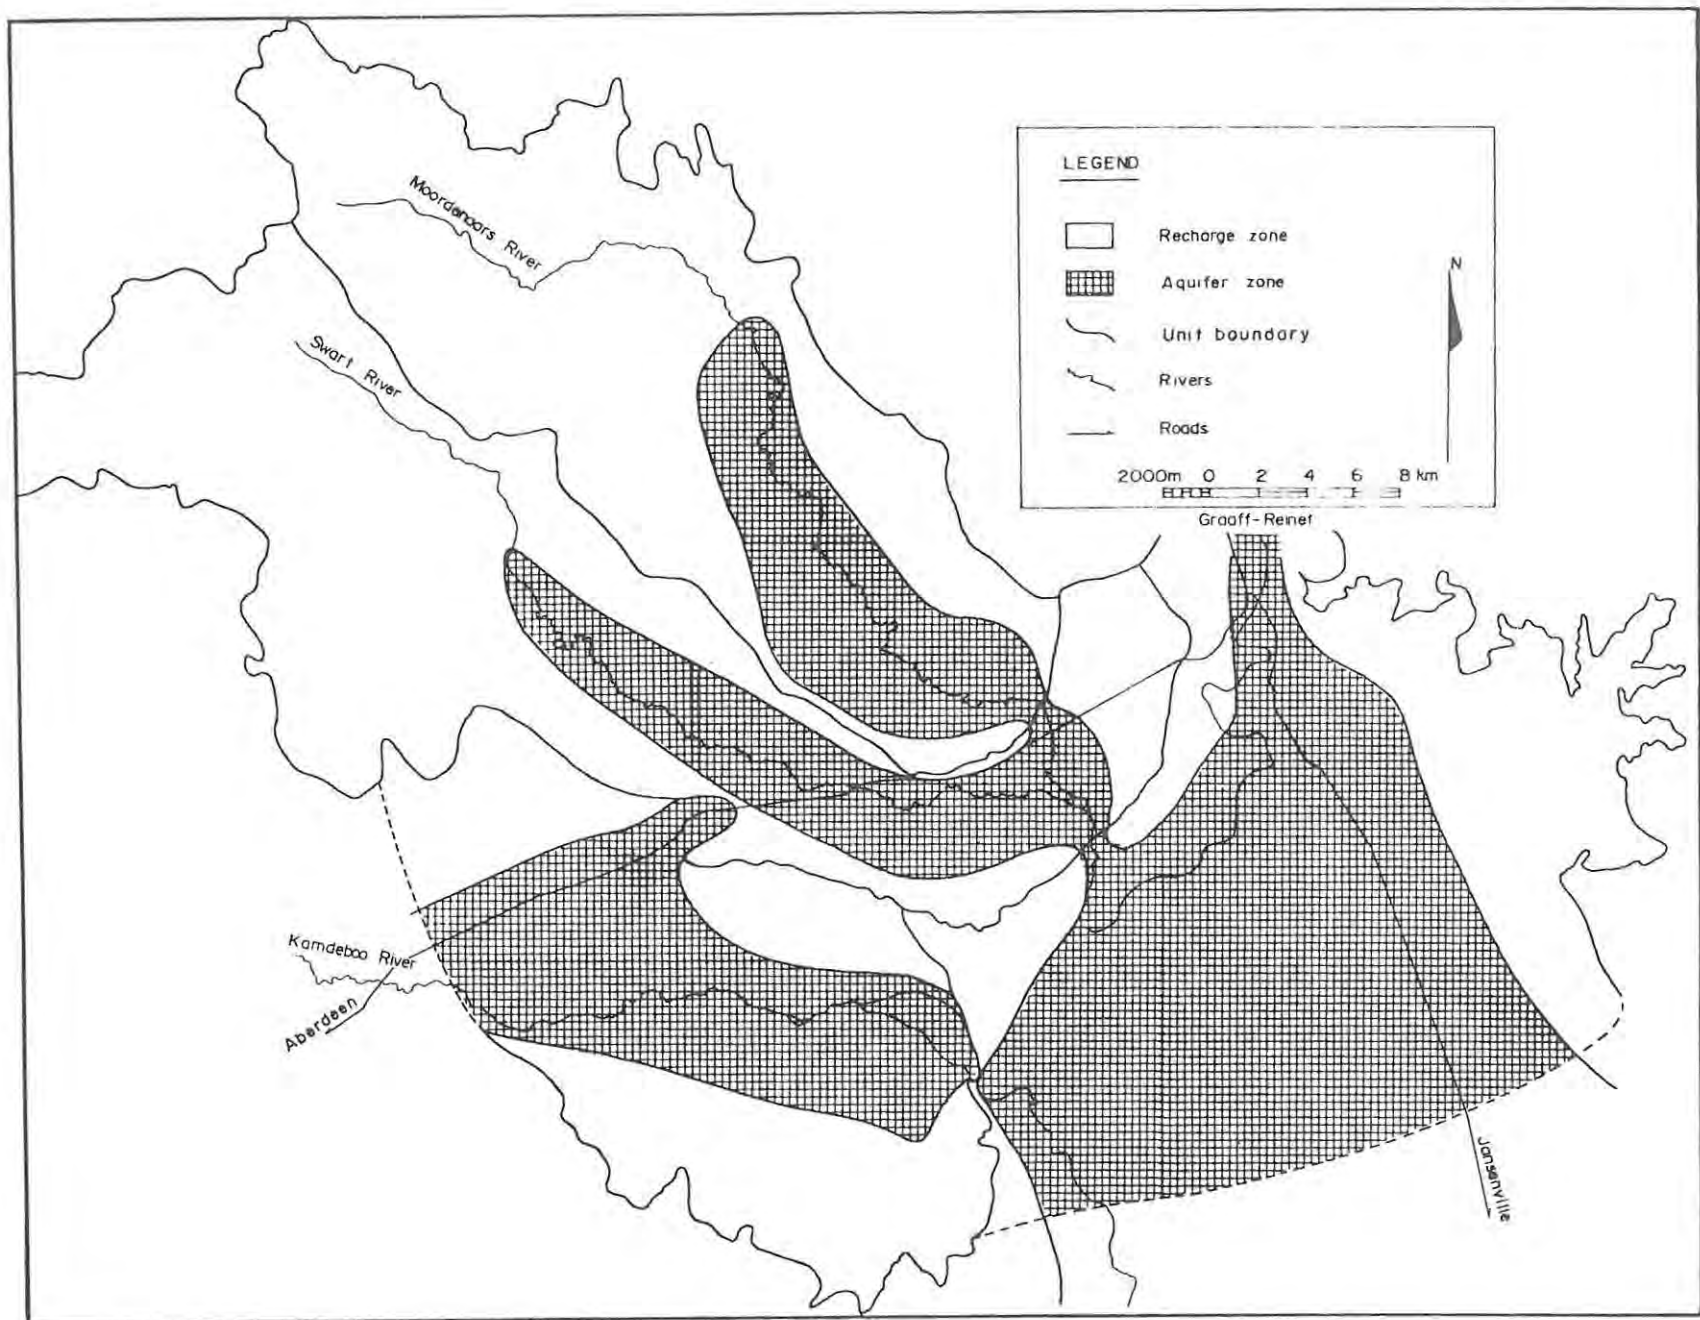 Moordenaars River
LEGEND
Recharge zone
Aquifer zone
Unit boundary
Rivers
Roads
N
2000m 0 2 4 6 8 km
Graaff-Reinet
Swart River
Kamdeboo River
Aberdeen
Jansenville